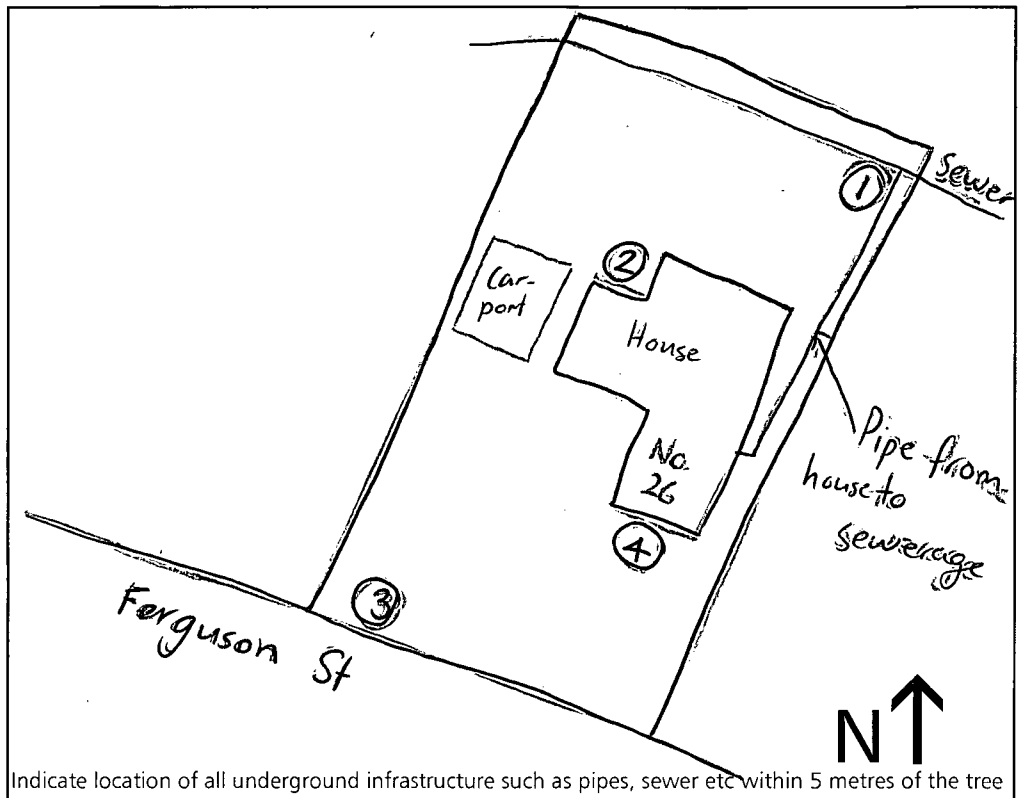 Sewer
1
2
Car-
port
House
Pipe from
house to
sewerage
No.
26
4
3
Ferguson St
N
Indicate location of all underground infrastructure such as pipes, sewer etc within 5 metres of the tree